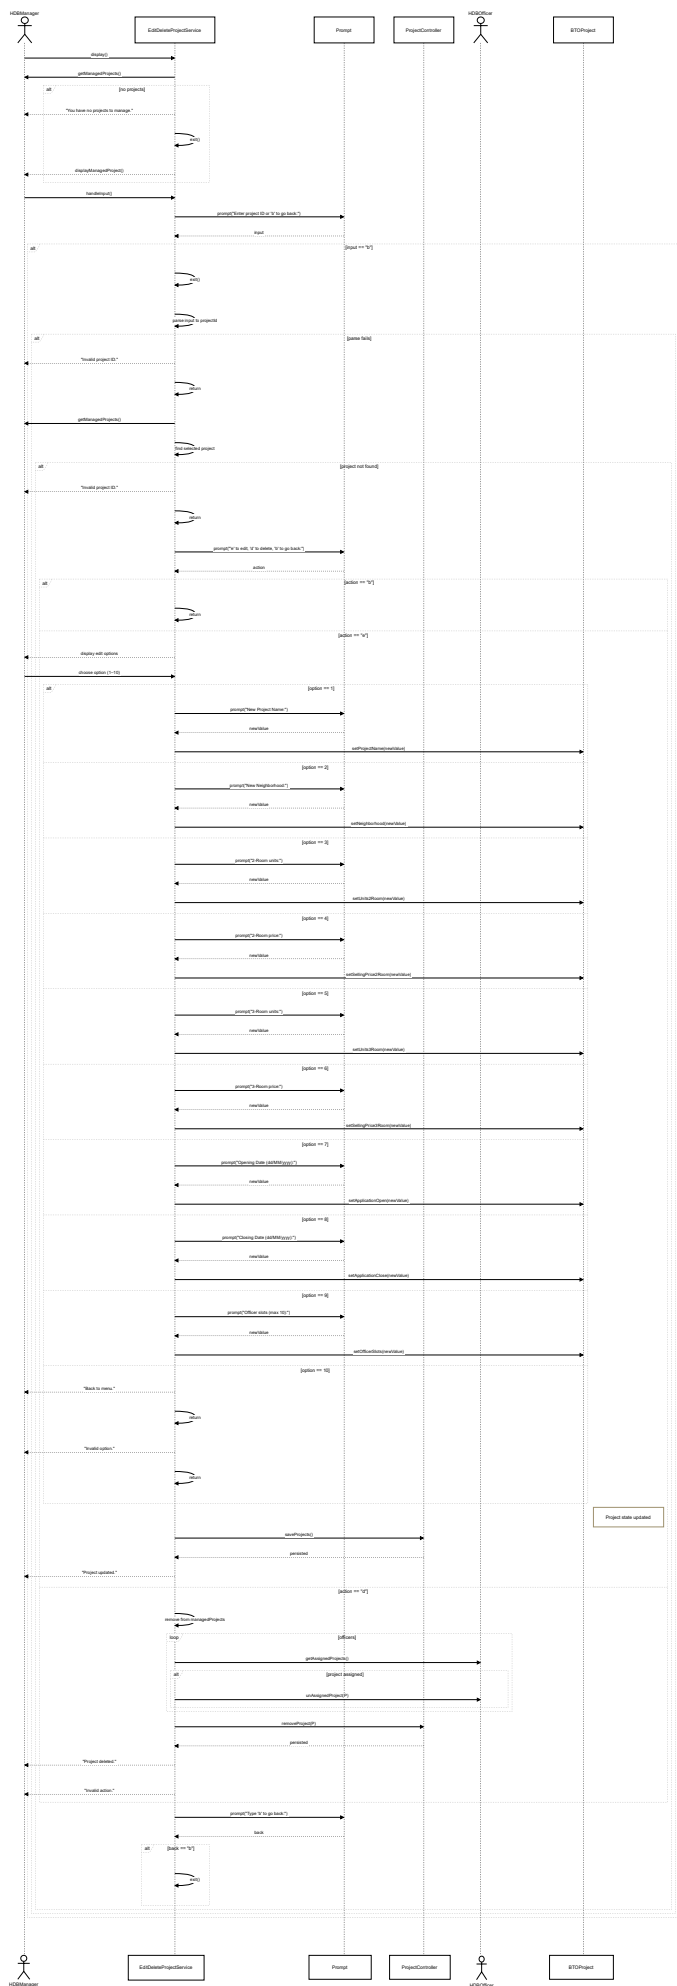 HDBManager
HDBOfficer
EditDeleteProjectService
Prompt
ProjectController
BTOProject
display()
getManagedProjects()
alt
[no projects]
"You have no projects to manage."
exit()
displayManagedProject()
handleInput()
prompt("Enter project ID or 'b' to go back:")
input
alt
[input == "b"]
exit()
parse input to projectId
alt
[parse fails]
"Invalid project ID."
return
getManagedProjects()
find selected project
alt
[project not found]
"Invalid project ID."
return
prompt("'e' to edit, 'd' to delete, 'b' to go back:")
action
alt
[action == "b"]
return
[action == "e"]
display edit options
choose option (1–10)
alt
[option == 1]
prompt("New Project Name:")
newValue
setProjectName(newValue)
[option == 2]
prompt("New Neighborhood:")
newValue
setNeighborhood(newValue)
[option == 3]
prompt("2-Room units:")
newValue
setUnits2Room(newValue)
[option == 4]
prompt("2-Room price:")
newValue
setSellingPrice2Room(newValue)
[option == 5]
prompt("3-Room units:")
newValue
setUnits3Room(newValue)
[option == 6]
prompt("3-Room price:")
newValue
setSellingPrice3Room(newValue)
[option == 7]
prompt("Opening Date (dd/MM/yyyy):")
newValue
setApplicationOpen(newValue)
[option == 8]
prompt("Closing Date (dd/MM/yyyy):")
newValue
setApplicationClose(newValue)
[option == 9]
prompt("Officer slots (max 10):")
newValue
setOfficerSlots(newValue)
[option == 10]
"Back to menu."
return
"Invalid option."
return
Project state updated
saveProjects()
persisted
"Project updated."
[action == "d"]
remove from managedProjects
loop
[officers]
getAssignedProjects()
alt
[project assigned]
unAssignedProject(P)
removeProject(P)
persisted
"Project deleted."
"Invalid action."
prompt("Type 'b' to go back:")
back
alt
[back == "b"]
exit()
HDBManager
EditDeleteProjectService
Prompt
ProjectController
HDBOfficer
BTOProject